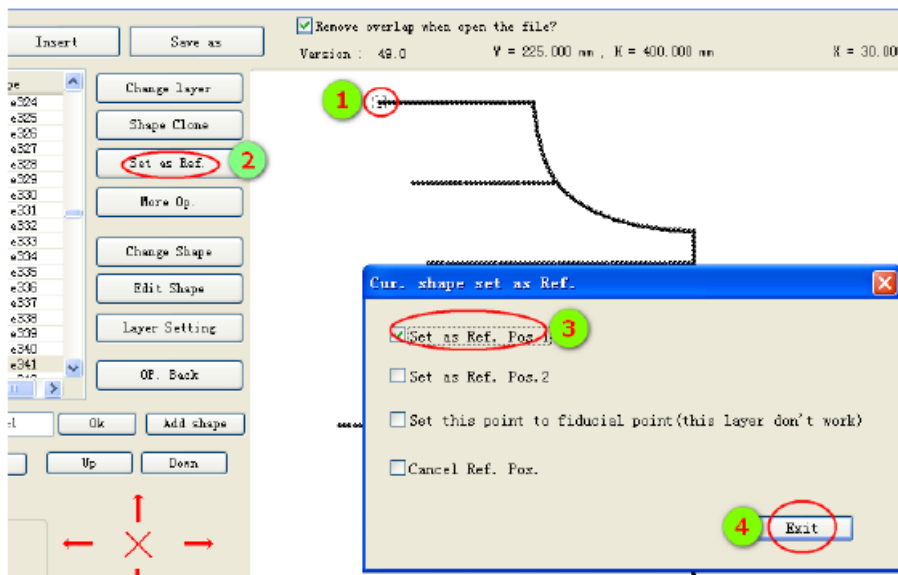 Insert
Save as
Remove overlap when open the file?
Version : 49.0
Y = 225.000 mm , H = 400.000 mm
X = 30.00
pe
e324
e325
e326
e327
e328
e329
e330
e331
e332
e333
e334
e335
e336
e337
e338
e339
e340
e341
Change layer
Shape Clone
Set as Ref.
More Op.
Change Shape
Edit Shape
Layer Setting
OP. Back
Ok
Add shape
Up
Down
1
2
Cur. shape set as Ref.
Set as Ref. Pos.1
3
Set as Ref. Pos.2
Set this point to fiducial point(this layer don't work)
Cancel Ref. Pos.
4
Exit